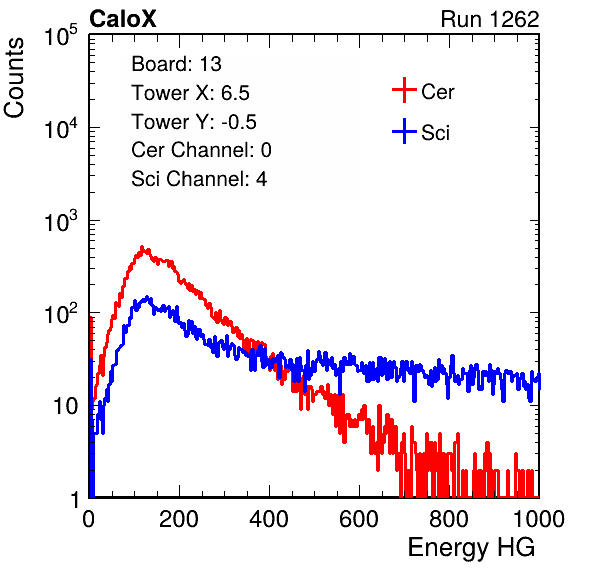 CaloX Run 1262
Counts
10^5
10^4
10^3
10^2
10
1
Board: 13
Tower X: 6.5
Tower Y: -0.5
Cer Channel: 0
Sci Channel: 4
Cer
Sci
0 200 400 600 800 1000
Energy HG